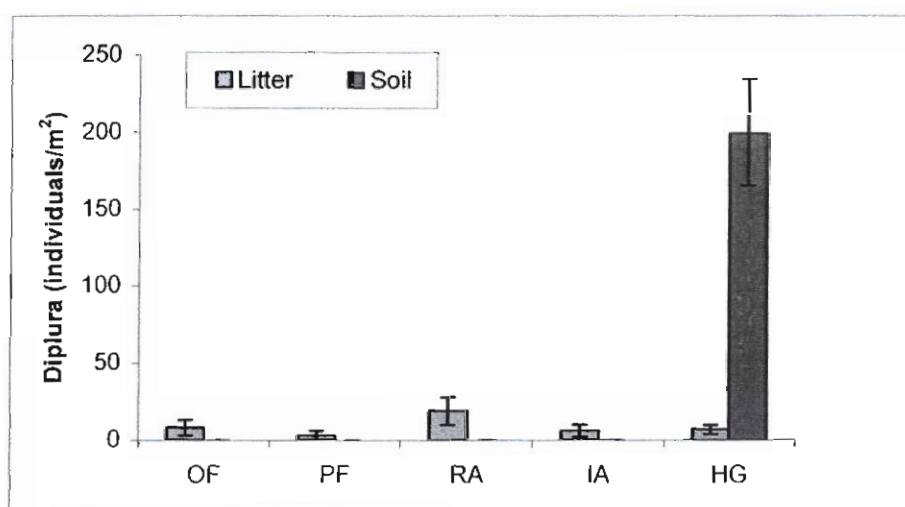 250
200
150
100
50
0
Diplura (individuals/m²)
Litter Soil
OF PF RA IA HG